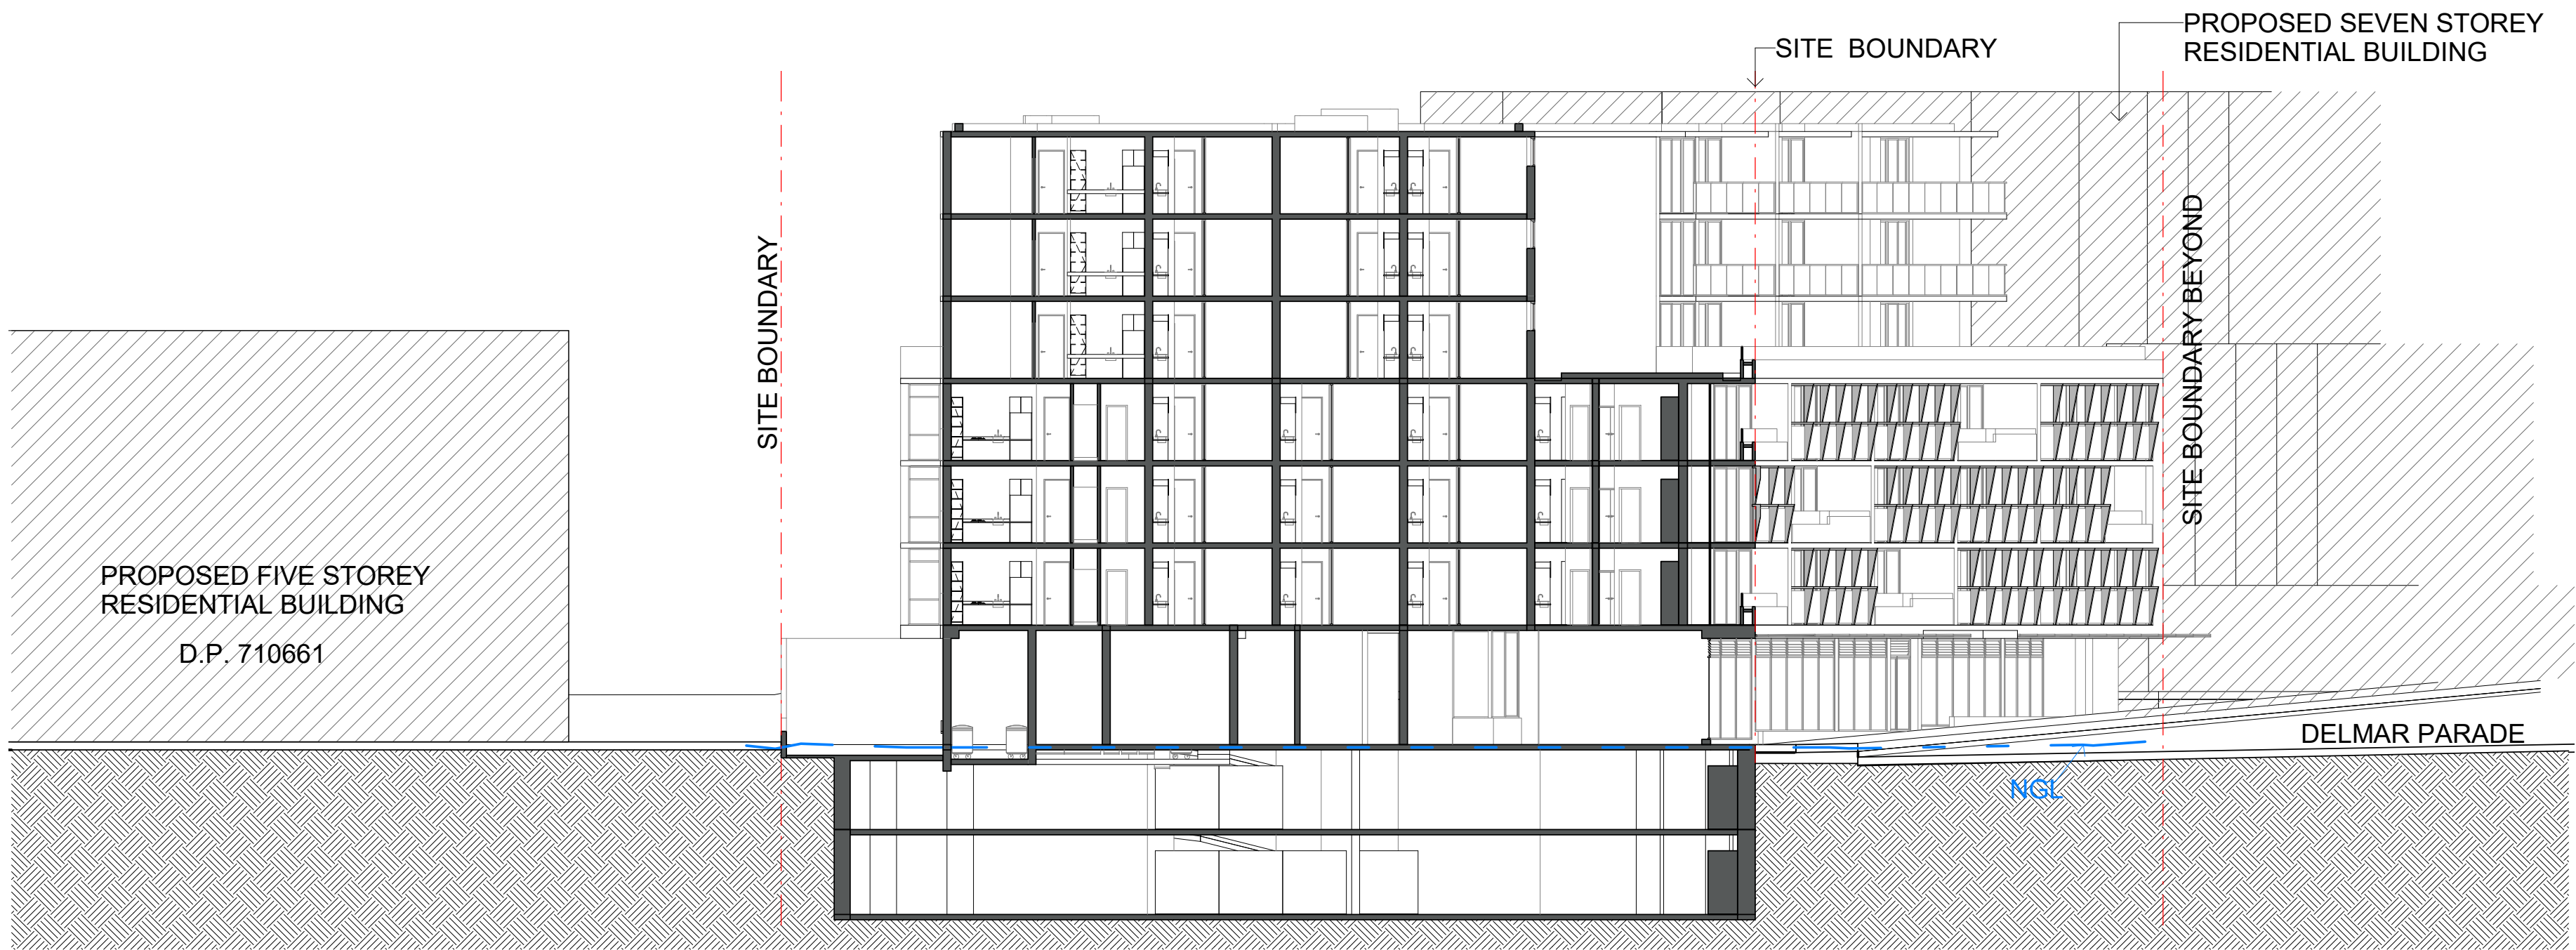 PROPOSED SEVEN STOREY
RESIDENTIAL BUILDING
SITE BOUNDARY
SITE BOUNDARY
SITE BOUNDARY BEYOND
PROPOSED FIVE STOREY
RESIDENTIAL BUILDING
D.P. 710661
DELMAR PARADE
NGL